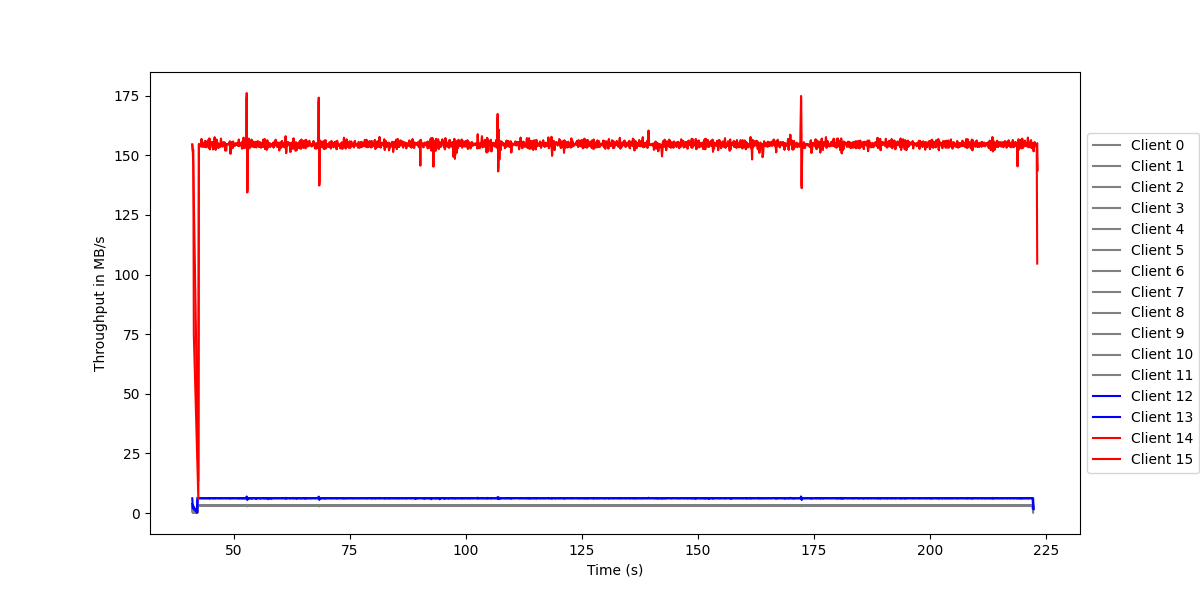 175
150
125
100
75
50
25
0
Throughput in MB/s
50
75
100
125
150
175
200
225
Time (s)
Client 0
Client 1
Client 2
Client 3
Client 4
Client 5
Client 6
Client 7
Client 8
Client 9
Client 10
Client 11
Client 12
Client 13
Client 14
Client 15